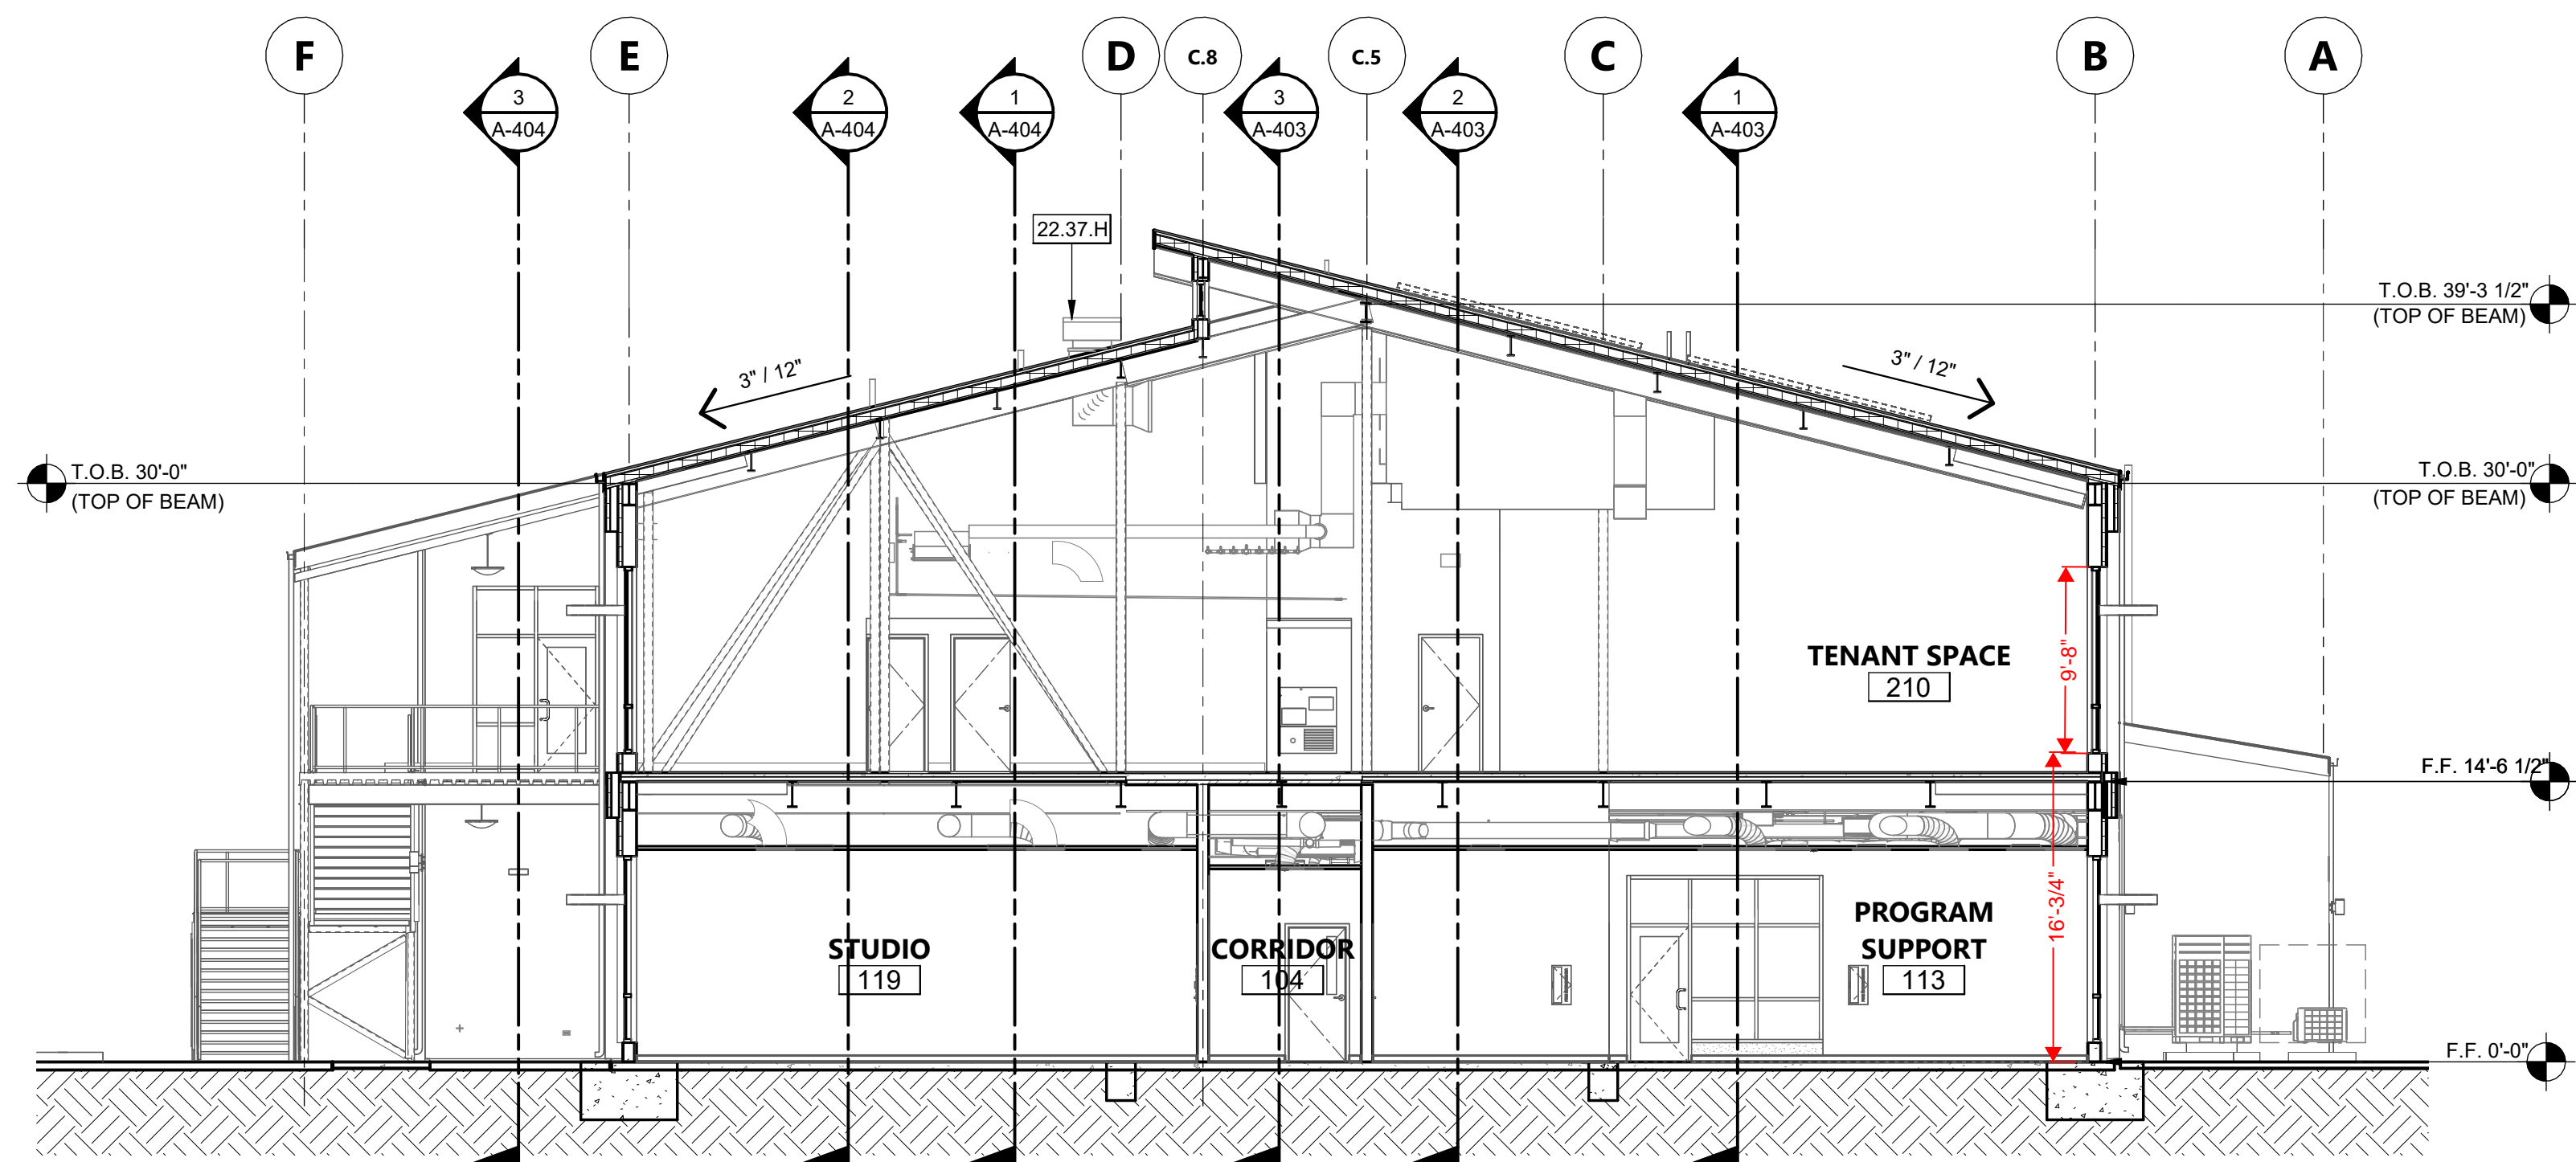 F
E
D
C.8
C.5
C
B
A
3
A-404
2
A-404
1
A-404
3
A-403
2
A-403
1
A-403
22.37.H
T.O.B. 39'-3 1/2"
(TOP OF BEAM)
3" / 12"
3" / 12"
T.O.B. 30'-0"
(TOP OF BEAM)
T.O.B. 30'-0"
(TOP OF BEAM)
9'-8"
TENANT SPACE
210
F.F. 14'-6 1/2"
16'-3/4"
STUDIO
119
CORRIDOR
104
PROGRAM
SUPPORT
113
F.F. 0'-0"